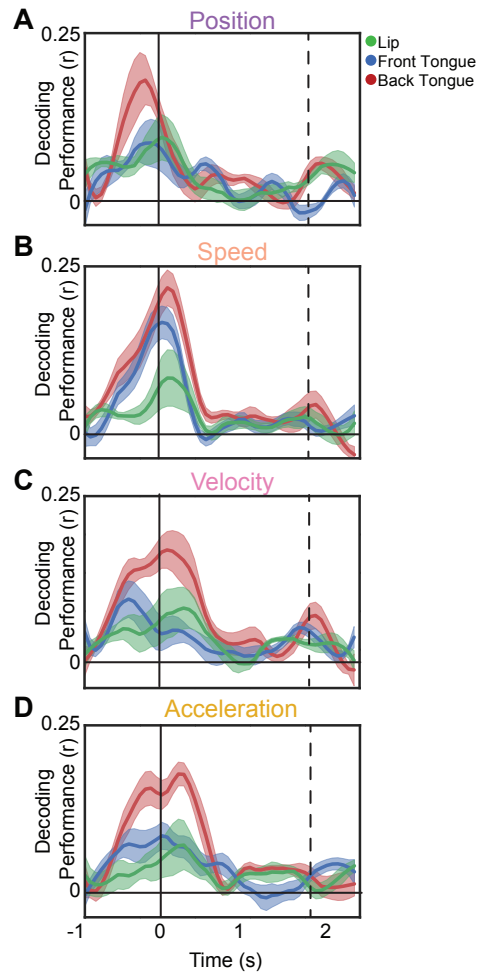 A
Position
0.25
Decoding
Performance (r)
0
Lip
Front Tongue
Back Tongue
B
Speed
0.25
Decoding
Performance (r)
0
C
Velocity
0.25
Decoding
Performance (r)
0
D
Acceleration
0.25
Decoding
Performance (r)
0
-1 0 1 2
Time (s)